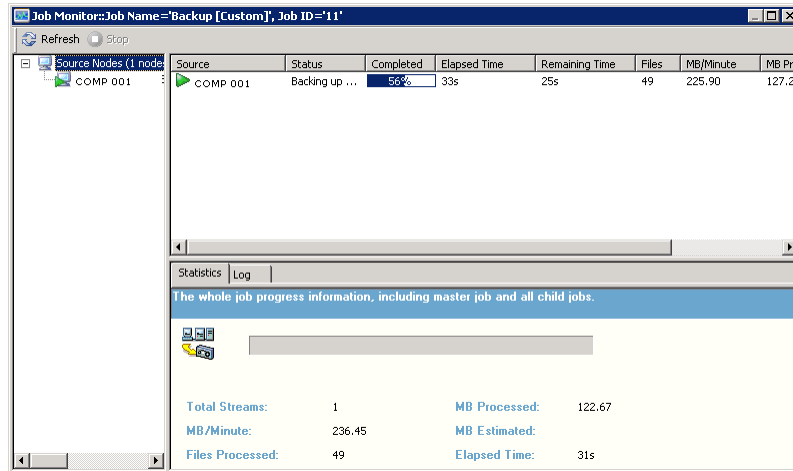 Job Monitor::Job Name='Backup [Custom]', Job ID='11'
Refresh Stop
Source Nodes (1 node
COMP 001
Source Status Completed Elapsed Time Remaining Time Files MB/Minute MB Pr
COMP 001 Backing up ... 56% 33s 25s 49 225.90 127.2
Statistics Log
The whole job progress information, including master job and all child jobs.
Total Streams: 1 MB Processed: 122.67
MB/Minute: 236.45 MB Estimated:
Files Processed: 49 Elapsed Time: 31s